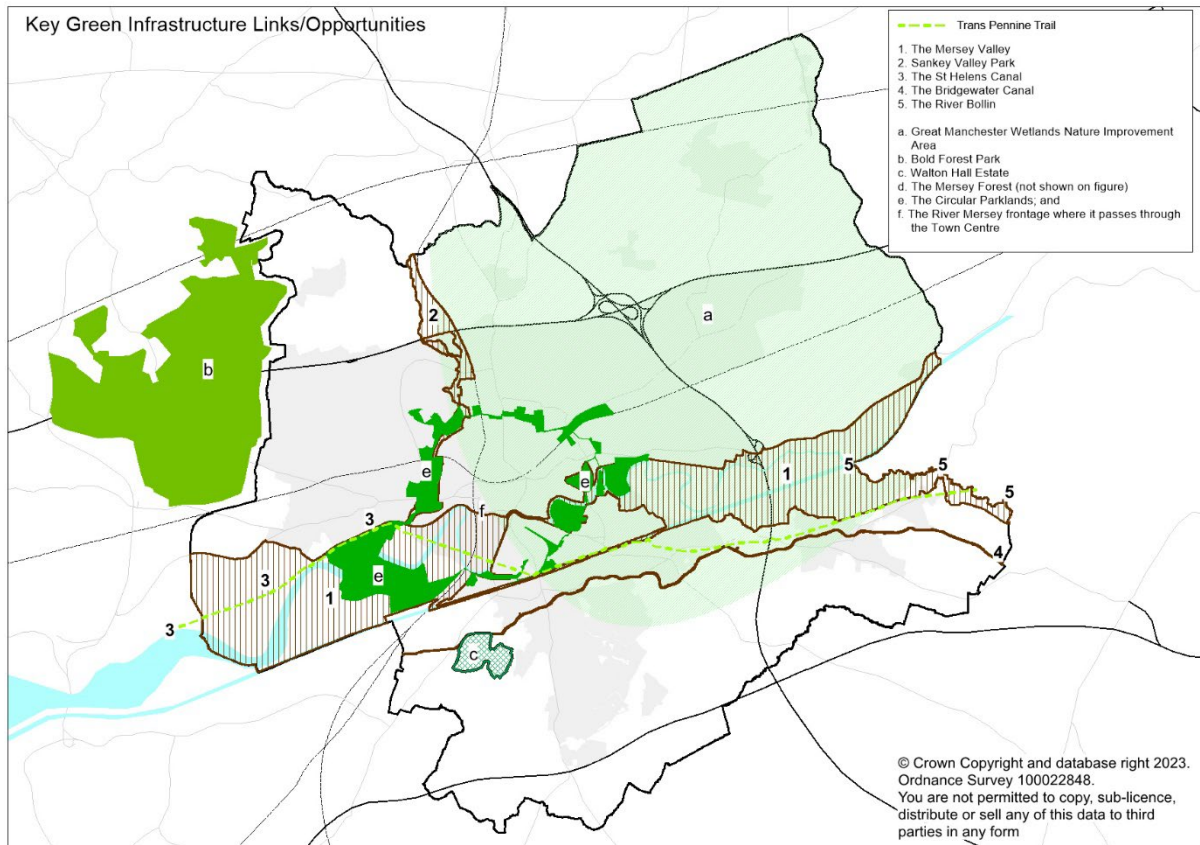 Key Green Infrastructure Links/Opportunities
Trans Pennine Trail
1. The Mersey Valley
2. Sankey Valley Park
3. The St Helens Canal
4. The Bridgewater Canal
5. The River Bollin
a. Great Manchester Wetlands Nature Improvement
Area
b. Bold Forest Park
c. Walton Hall Estate
d. The Mersey Forest (not shown on figure)
e. The Circular Parklands; and
f. The River Mersey frontage where it passes through
the Town Centre
2
a
b
e
e
1
5
5
5
3
f
4
3
e
1
3
c
© Crown Copyright and database right 2023.
Ordnance Survey 100022848.
You are not permitted to copy, sub-licence,
distribute or sell any of this data to third
parties in any form